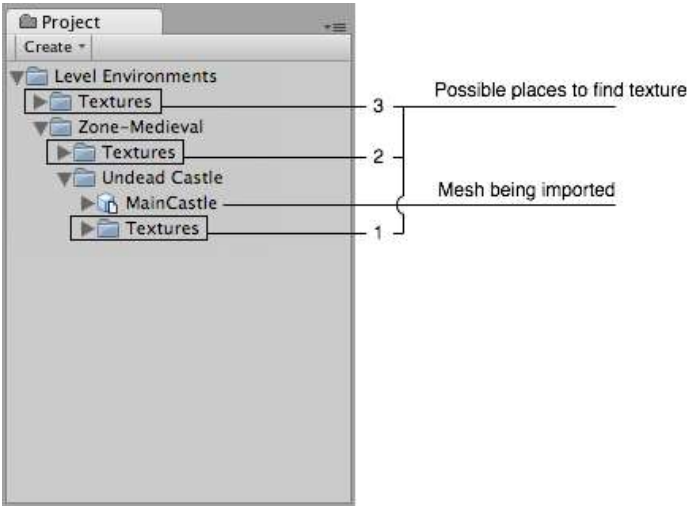 Project
Create
Level Environments
Textures
3
Possible places to find texture
Zone-Medieval
Textures
2
Undead Castle
MainCastle
Mesh being imported
Textures
1